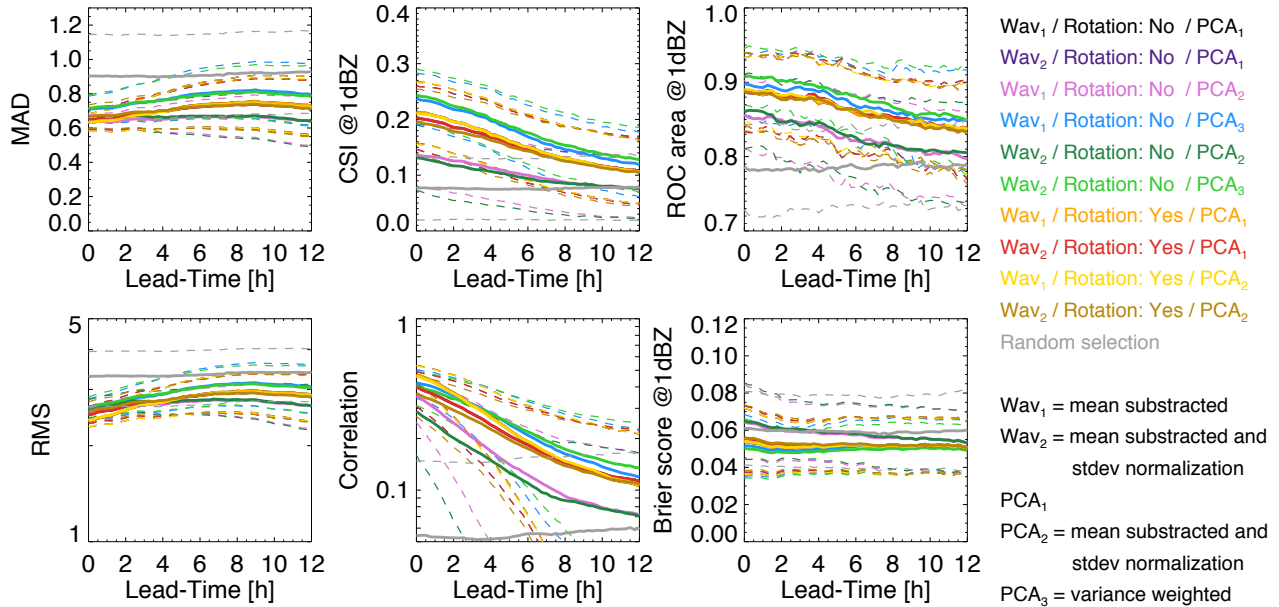 MAD
1.2
1.0
0.8
0.6
0.4
0.2
0.0
0 2 4 6 8 10 12
Lead-Time [h]
CSI @1dBZ
0.4
0.3
0.2
0.1
0.0
0 2 4 6 8 10 12
Lead-Time [h]
ROC area @1dBZ
1.0
0.9
0.8
0.7
0 2 4 6 8 10 12
Lead-Time [h]
RMS
5
1
0 2 4 6 8 10 12
Lead-Time [h]
Correlation
1
0.1
0 2 4 6 8 10 12
Lead-Time [h]
Brier score @1dBZ
0.12
0.10
0.08
0.06
0.04
0.02
0.00
0 2 4 6 8 10 12
Lead-Time [h]
Wav₁ / Rotation: No / PCA₁
Wav₂ / Rotation: No / PCA₁
Wav₁ / Rotation: No / PCA₂
Wav₁ / Rotation: No / PCA₃
Wav₂ / Rotation: No / PCA₂
Wav₂ / Rotation: No / PCA₃
Wav₁ / Rotation: Yes / PCA₁
Wav₂ / Rotation: Yes / PCA₁
Wav₁ / Rotation: Yes / PCA₂
Wav₂ / Rotation: Yes / PCA₂
Random selection
Wav₁ = mean substracted
Wav₂ = mean substracted and
stdev normalization
PCA₁
PCA₂ = mean substracted and
stdev normalization
PCA₃ = variance weighted